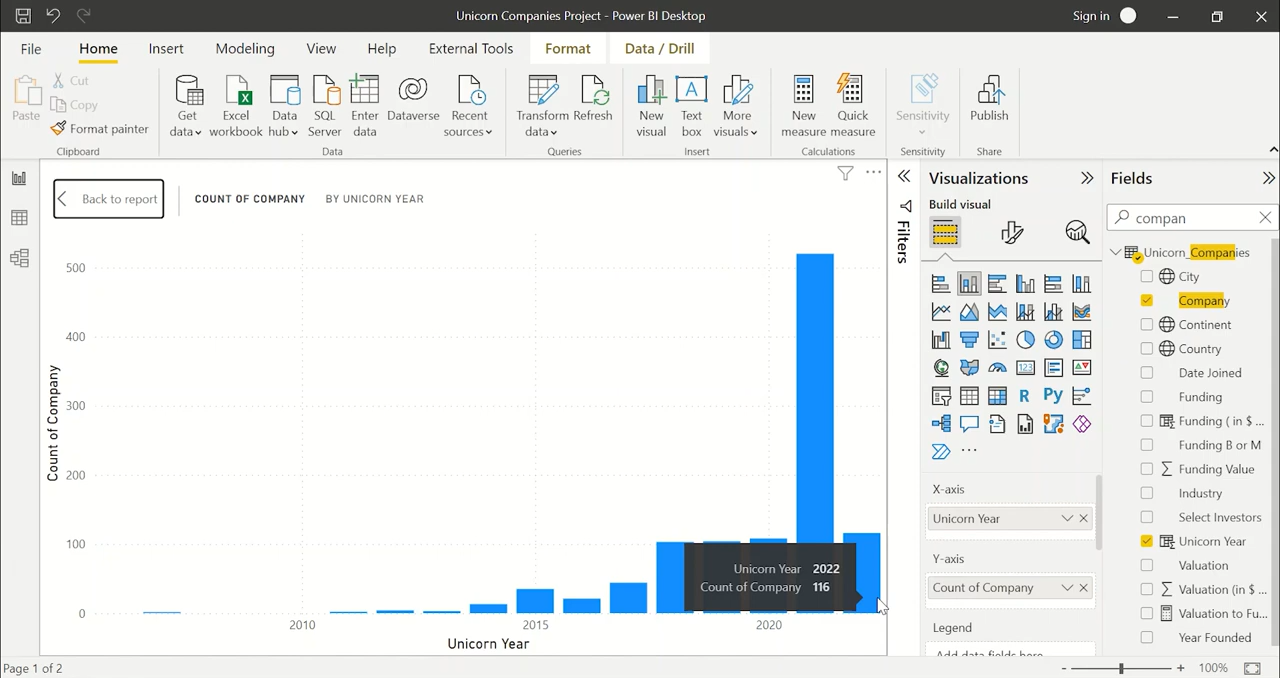 Unicorn Companies Project - Power BI Desktop
Sign in
File
Home
Insert
Modeling
View
Help
External Tools
Format
Data / Drill
Paste
Cut
Copy
Format painter
Clipboard
Get data
Excel workbook
Data hub
SQL Server
Enter data
Dataverse
Recent sources
Data
Transform data
Refresh
Queries
New visual
Text box
More visuals
Insert
New measure
Quick measure
Calculations
Sensitivity
Sensitivity
Publish
Share
Back to report
COUNT OF COMPANY
BY UNICORN YEAR
Count of Company
500
400
300
200
100
0
2010
2015
2020
Unicorn Year
Unicorn Year 2022
Count of Company 116
Filters
Visualizations
Build visual
123
R
Py
X-axis
Unicorn Year
Y-axis
Count of Company
Legend
Add data fields here
Fields
compan
Unicorn_Companies
City
Company
Continent
Country
Date Joined
Funding
Funding ( in $ ...
Funding B or M
Funding Value
Industry
Select Investors
Unicorn Year
Valuation
Valuation (in $ ...
Valuation to Fu...
Year Founded
Page 1 of 2
- + 100%